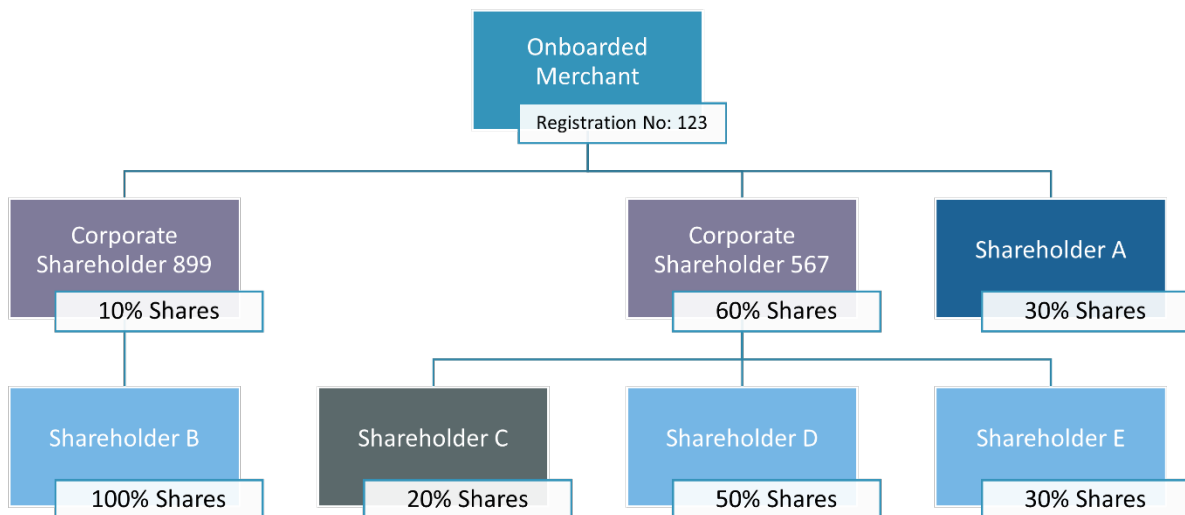 Onboarded
Merchant
Registration No: 123
Corporate
Shareholder 899
10% Shares
Corporate
Shareholder 567
60% Shares
Shareholder A
30% Shares
Shareholder B
100% Shares
Shareholder C
20% Shares
Shareholder D
50% Shares
Shareholder E
30% Shares